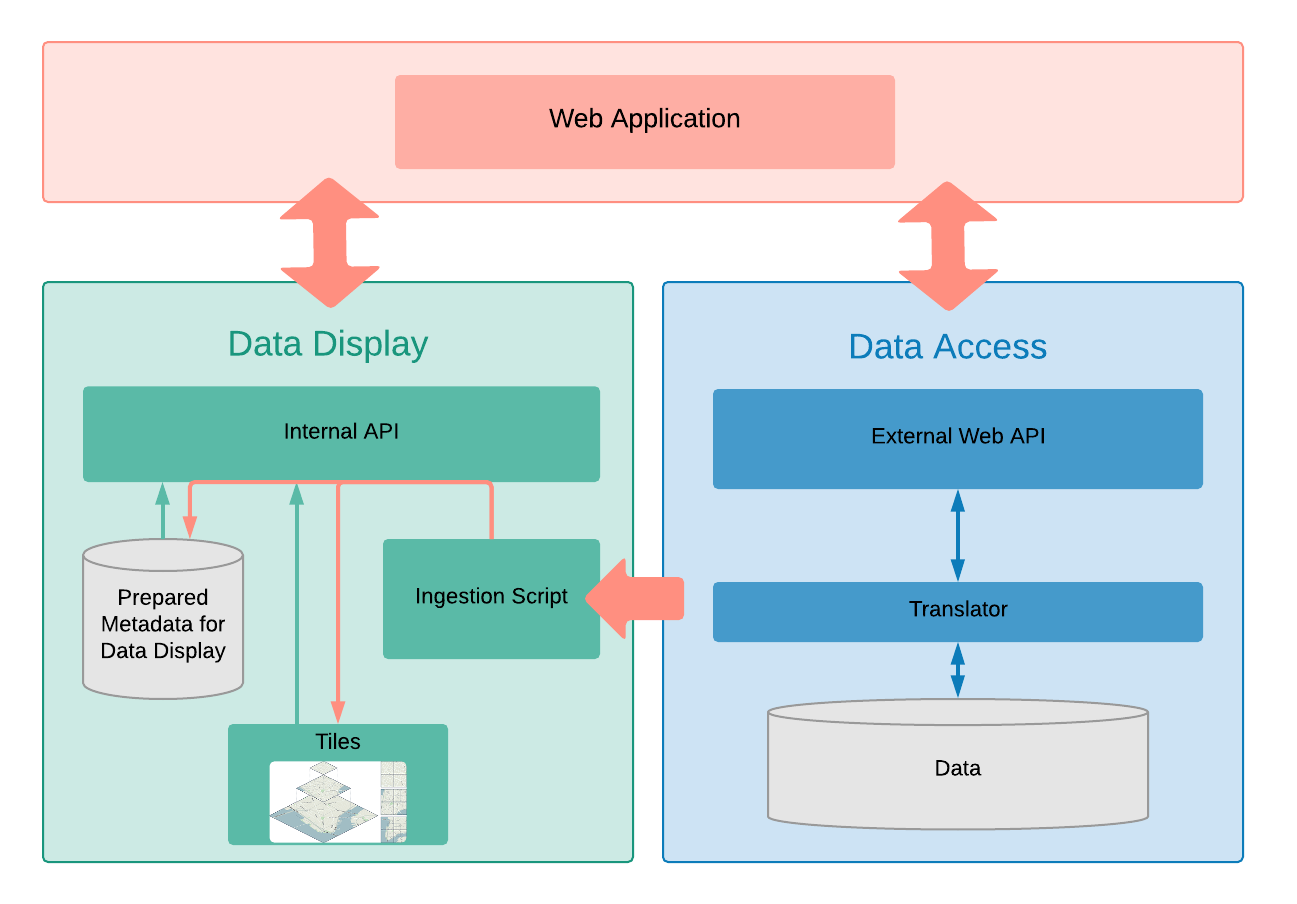 Web Application
Data Display
Internal API
Prepared
Metadata for
Data Display
Ingestion Script
Tiles
Data Access
External Web API
Translator
Data